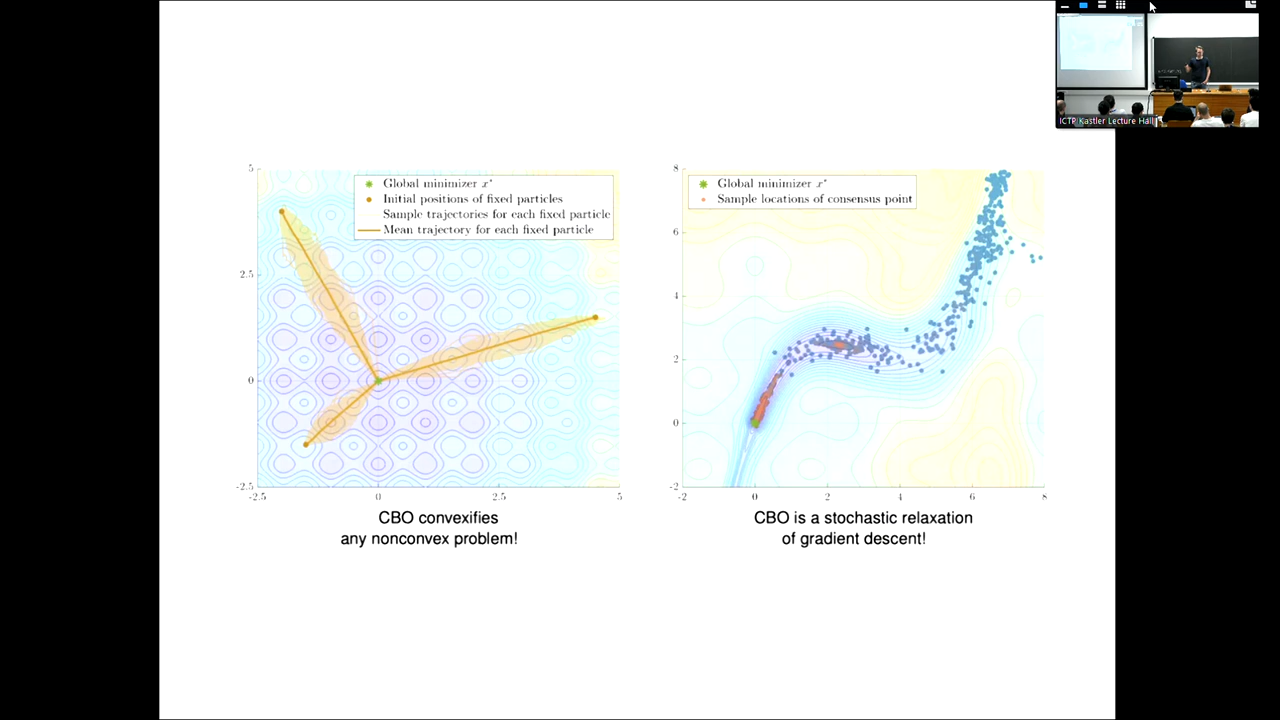 ICTP Kastler Lecture Hall
5
2.5
0
-2.5
-2.5
0
2.5
5
Global minimizer x*
Initial positions of fixed particles
Sample trajectories for each fixed particle
Mean trajectory for each fixed particle
CBO convexifies
any nonconvex problem!
8
6
4
2
0
-2
-2
0
2
4
6
8
Global minimizer x*
Sample locations of consensus point
CBO is a stochastic relaxation
of gradient descent!